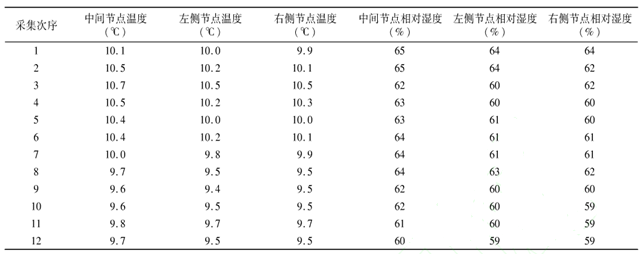 采集次序 中间节点温度(℃) 左侧节点温度(℃) 右侧节点温度(℃) 中间节点相对湿度(%) 左侧节点相对湿度(%) 右侧节点相对湿度(%)
1 10.1 10.0 9.9 65 64 64
2 10.5 10.2 10.1 65 64 62
3 10.7 10.5 10.5 62 60 62
4 10.5 10.2 10.3 63 60 60
5 10.4 10.0 10.0 63 61 60
6 10.4 10.2 10.1 64 61 61
7 10.0 9.8 9.9 64 61 61
8 9.7 9.5 9.5 64 63 62
9 9.6 9.4 9.5 62 60 60
10 9.6 9.5 9.5 62 60 59
11 9.8 9.7 9.7 61 60 59
12 9.7 9.5 9.5 60 59 59